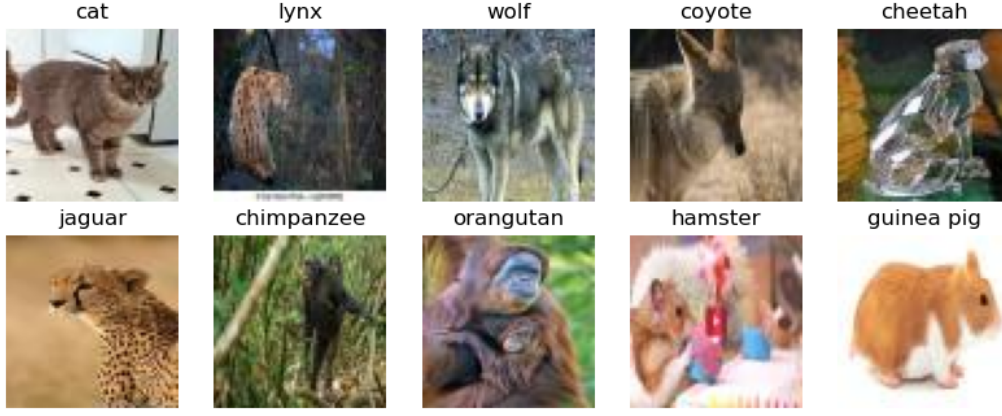 cat lynx wolf coyote cheetah
jaguar chimpanzee orangutan hamster guinea pig